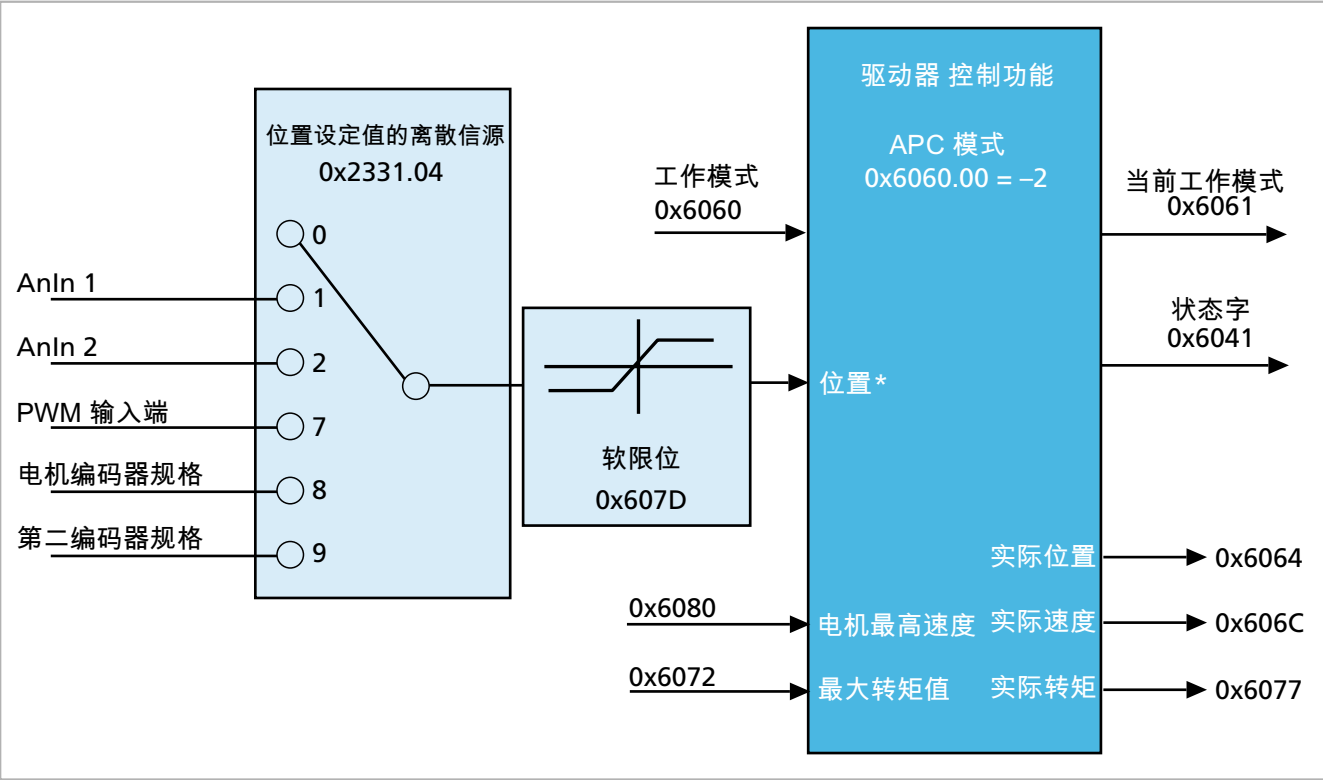 位置设定值的离散信源
0x2331.04
0
AnIn 1
1
AnIn 2
2
PWM 输入端
7
电机编码器规格
8
第二编码器规格
9
软限位
0x607D
工作模式
0x6060
驱动器 控制功能
APC 模式
0x6060.00 = –2
当前工作模式
0x6061
状态字
0x6041
位置*
实际位置
0x6064
0x6080
电机最高速度
实际速度
0x606C
0x6072
最大转矩值
实际转矩
0x6077